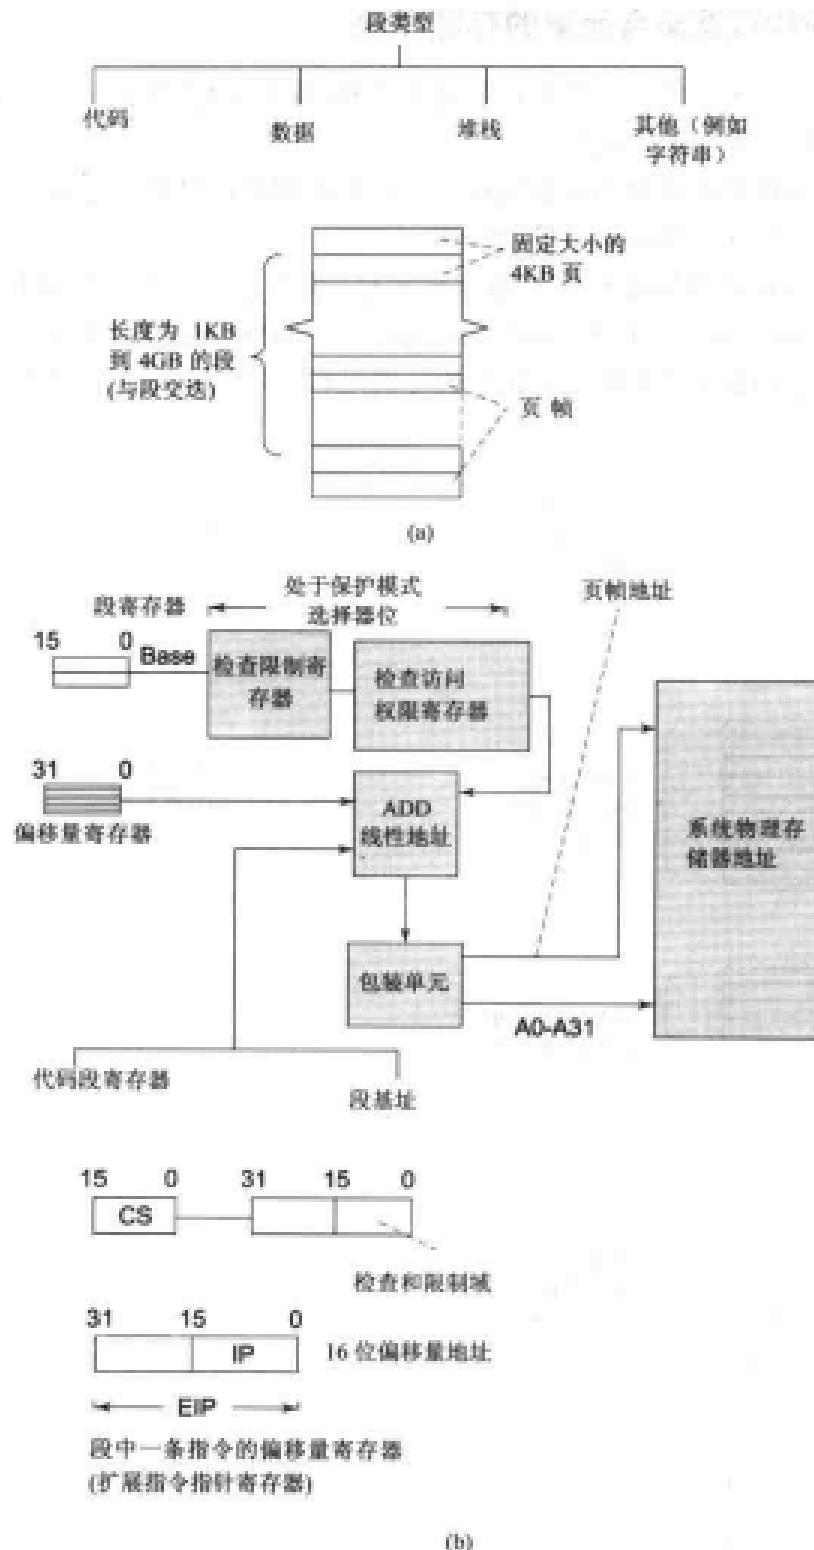 段类型
代码
数据
堆栈
其他（例如
字符串）
固定大小的
4KB 页
长度为 1KB
到 4GB 的段
(与段交迭)
页 帧
(a)
处于保护模式
选择器位
页帧地址
段寄存器
15 0
Base
检查限制寄
存器
检查访问
权限寄存器
31 0
偏移量寄存器
ADD
线性地址
系统物理存
储器地址
包装单元
A0-A31
代码段寄存器
段基址
15 0 31 15 0
CS
检查和限制域
31 15 0
IP
16 位偏移量地址
EIP
段中一条指令的偏移量寄存器
(扩展指令指针寄存器)
(b)